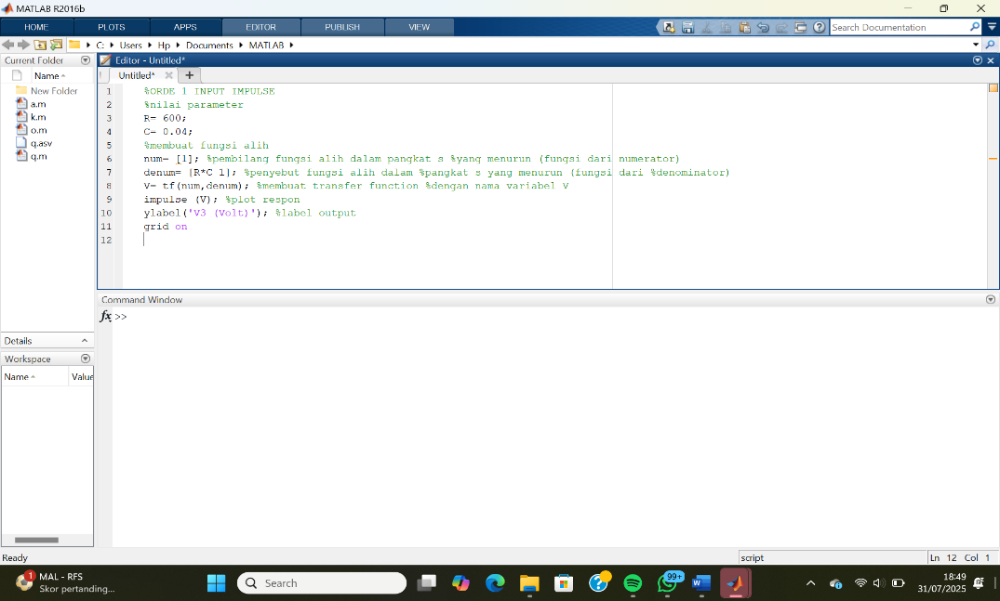 MATLAB R2016b
HOME PLOTS APPS EDITOR PUBLISH VIEW
Search Documentation
C: Users Hp Documents MATLAB
Current Folder
Name
New Folder
a.m
k.m
o.m
q.asv
q.m
Editor - Untitled*
Untitled*
1 %ORDE 1 INPUT IMPULSE
2 %nilai parameter
3 R= 600;
4 C= 0.04;
5 %membuat fungsi alih
6 num= [1]; %pembilang fungsi alih dalam pangkat s %yang menurun (fungsi dari numerator)
7 denum= [R*C 1]; %penyebut fungsi alih dalam %pangkat s yang menurun (fungsi dari %denominator)
8 V= tf(num,denum); %membuat transfer function %dengan nama variabel V
9 impulse (V); %plot respon
10 ylabel('V3 (Volt)'); %label output
11 grid on
12
Command Window
fx >>
Details
Workspace
Name Value
Ready
script
Ln 12 Col 1
1
MAL - RFS
Skor pertanding...
Search
99+
18:49
31/07/2025